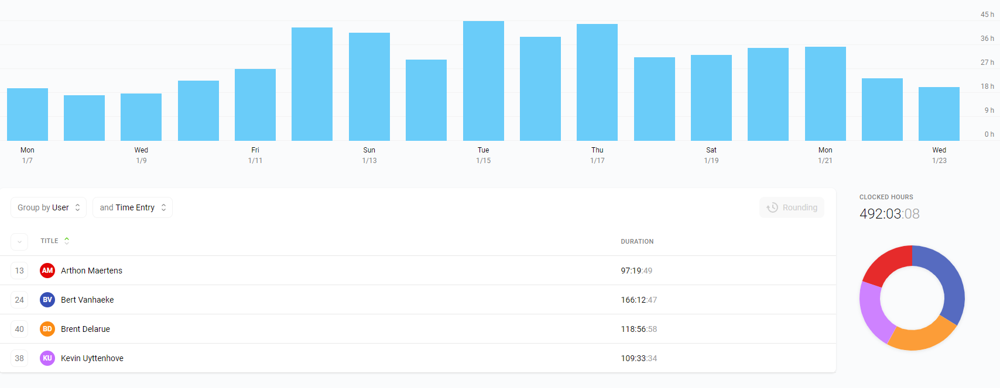 45 h
36 h
27 h
18 h
9 h
0 h
Mon Wed Fri Sun Tue Thu Sat Mon Wed
1/7 1/9 1/11 1/13 1/15 1/17 1/19 1/21 1/23
Group by User and Time Entry Rounding
CLOCKED HOURS
492:03:08
TITLE DURATION
13 AM Arthon Maertens 97:19:49
24 BV Bert Vanhaeke 166:12:47
40 BD Brent Delarue 118:56:58
38 KU Kevin Uyttenhove 109:33:34